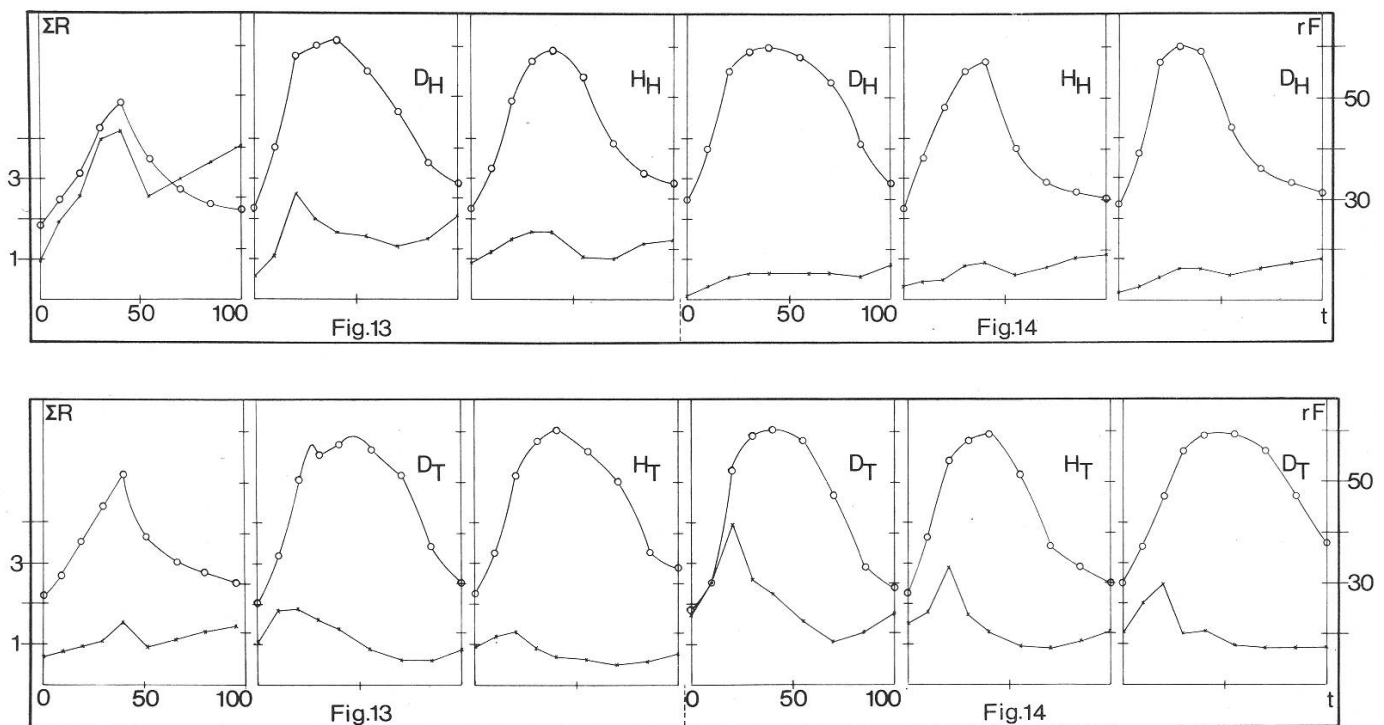 ΣR rF
D_H H_H D_H H_H D_H
50
3 30
1
0 50 100 0 50 100 t
Fig.13 Fig.14
ΣR rF
D_T H_T D_T H_T D_T
50
3 30
1
0 50 100 0 50 100 t
Fig.13 Fig.14